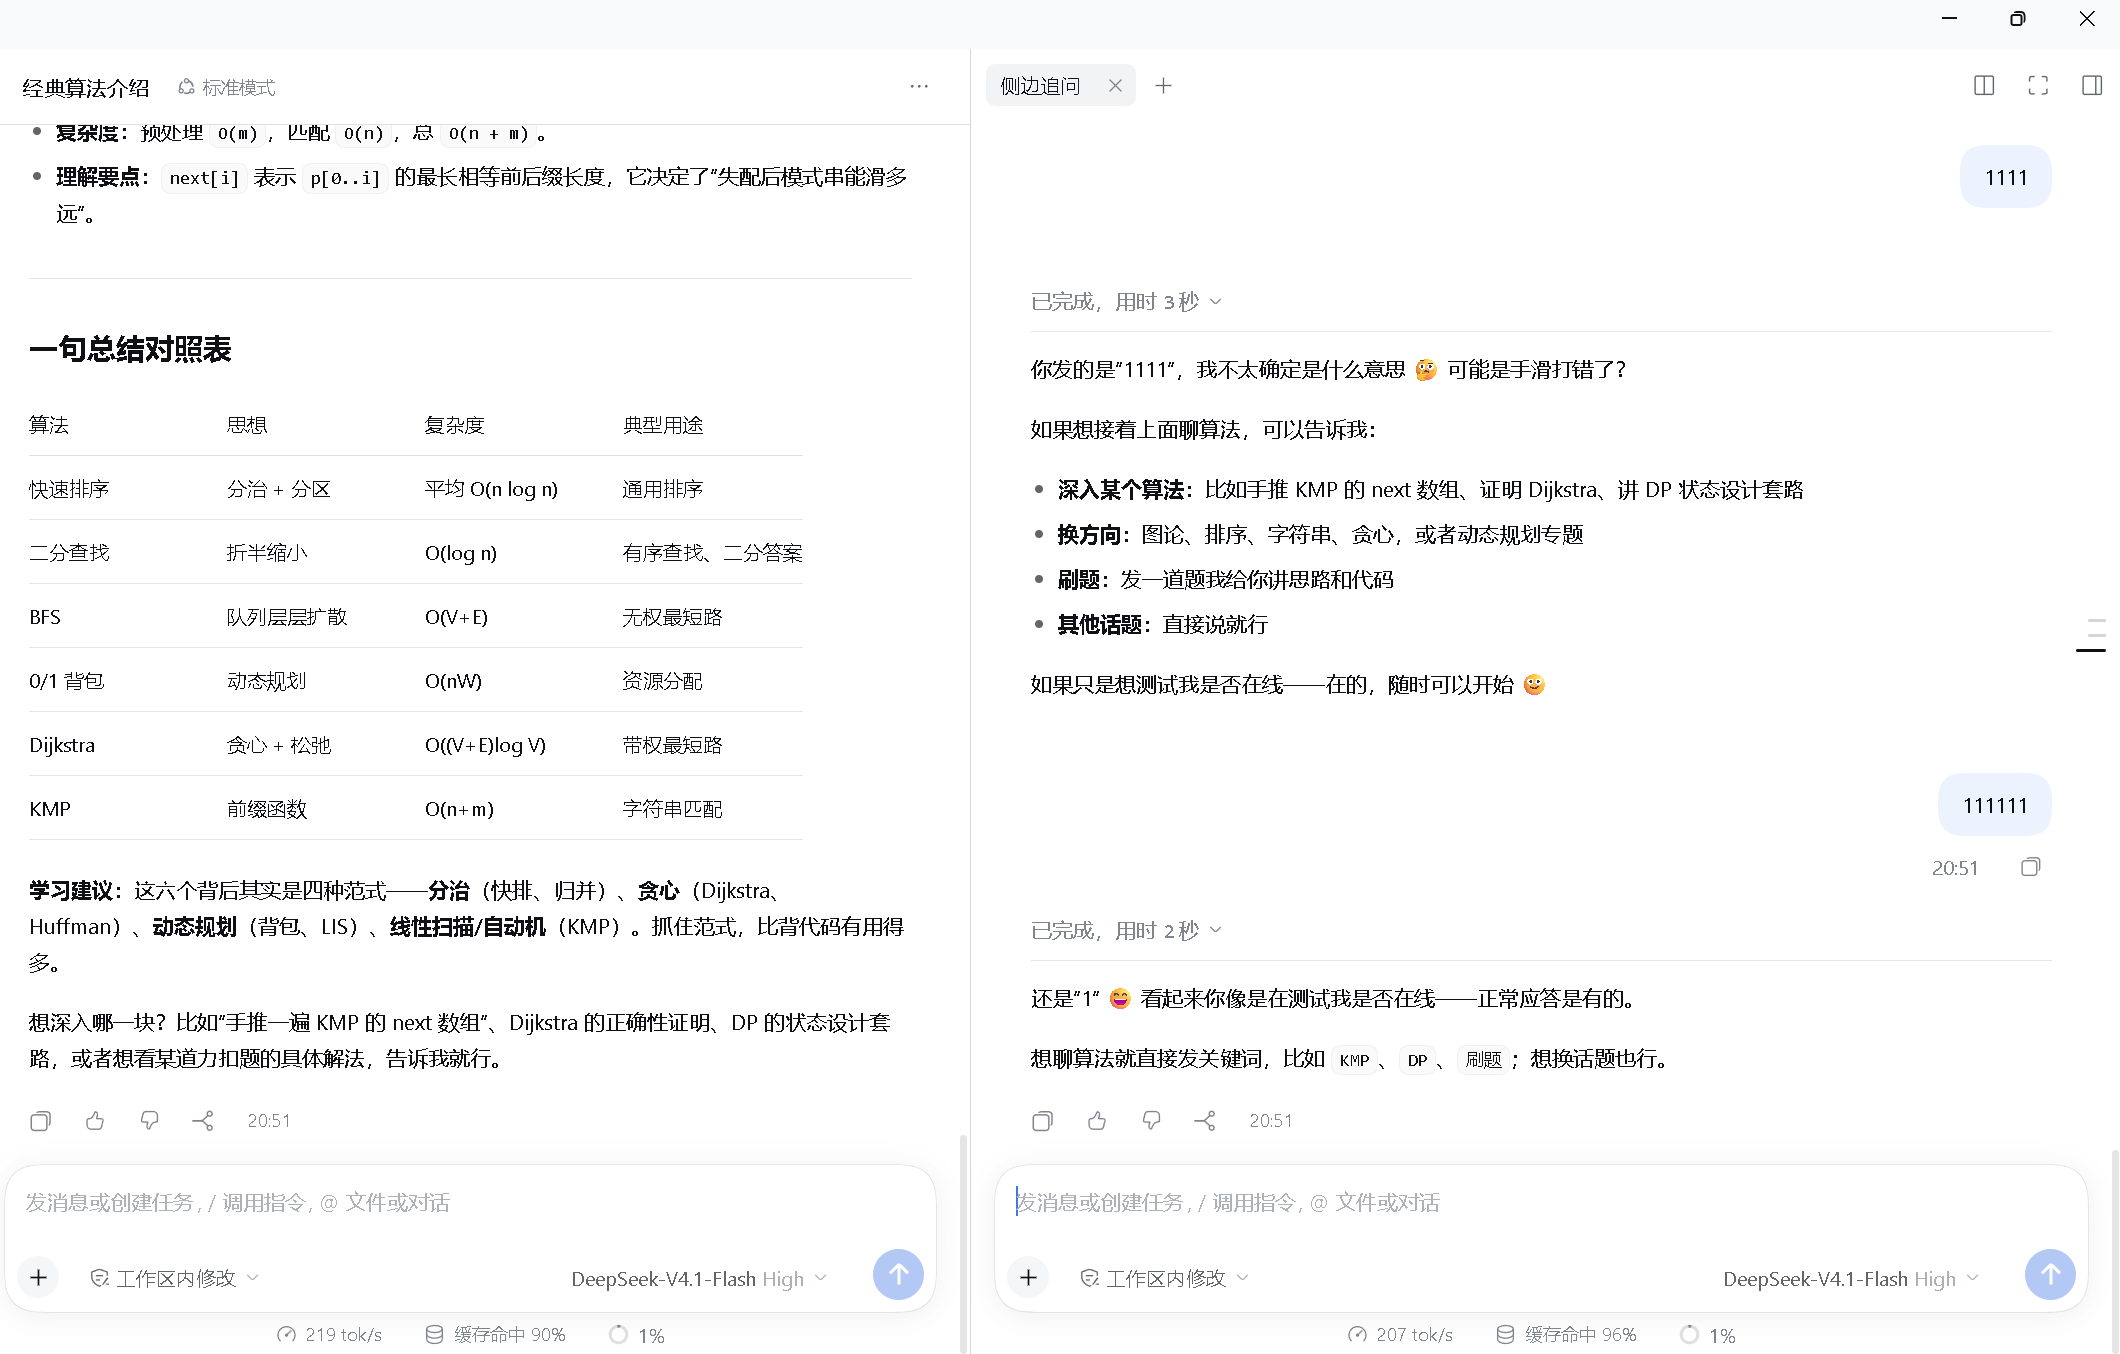 经典算法介绍 标准模式
复杂度：预处理 O(m)，匹配 O(n)，总 O(n + m)。
理解要点： next[i] 表示 p[0..i] 的最长相等前后缀长度，它决定了"失配后模式串能滑多
远"。
一句总结对照表
算法 思想 复杂度 典型用途
快速排序 分治 + 分区 平均 O(n log n) 通用排序
二分查找 折半缩小 O(log n) 有序查找、二分答案
BFS 队列层层扩散 O(V+E) 无权最短路
0/1 背包 动态规划 O(nW) 资源分配
Dijkstra 贪心 + 松弛 O((V+E)log V) 带权最短路
KMP 前缀函数 O(n+m) 字符串匹配
学习建议：这六个背后其实是四种范式——分治（快排、归并）、贪心（Dijkstra、
Huffman）、动态规划（背包、LIS）、线性扫描/自动机（KMP）。抓住范式，比背代码有用得
多。
想深入哪一块？比如"手推一遍 KMP 的 next 数组"、Dijkstra 的正确性证明、DP 的状态设计套
路，或者想看某道力扣题的具体解法，告诉我就行。
20:51
发消息或创建任务, / 调用指令, @ 文件或对话
工作区内修改 DeepSeek-V4.1-Flash High
219 tok/s 缓存命中 90% 1%
侧边追问
1111
已完成，用时 3 秒
你发的是"1111"，我不太确定是什么意思 🤔 可能是手滑打错了？
如果想接着上面聊算法，可以告诉我：
深入某个算法：比如手推 KMP 的 next 数组、证明 Dijkstra、讲 DP 状态设计套路
换方向：图论、排序、字符串、贪心，或者动态规划专题
刷题：发一道题我给你讲思路和代码
其他话题：直接说就行
如果只是想测试我是否在线——在的，随时可以开始 🙂
111111
20:51
已完成，用时 2 秒
还是"1" 😄 看起来你像是在测试我是否在线——正常应答是有的。
想聊算法就直接发关键词，比如 KMP、DP、刷题；想换话题也行。
20:51
发消息或创建任务, / 调用指令, @ 文件或对话
工作区内修改 DeepSeek-V4.1-Flash High
207 tok/s 缓存命中 96% 1%